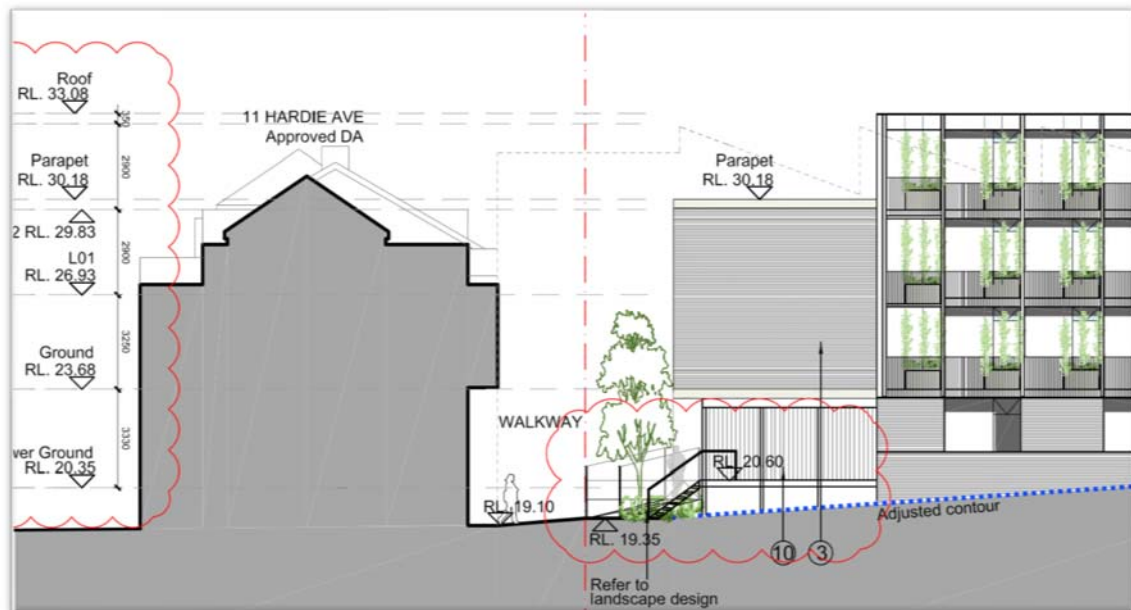 Roof
RL. 33.08
350
11 HARDIE AVE
Approved DA
2900
Parapet
RL. 30.18
Parapet
RL. 30.18
2 RL. 29.83
L01
RL. 26.93
2900
3250
Ground
RL. 23.68
WALKWAY
3330
wer Ground
RL. 20.35
RL. 20.60
RL. 19.10
RL. 19.35
Adjusted contour
10
3
Refer to
landscape design